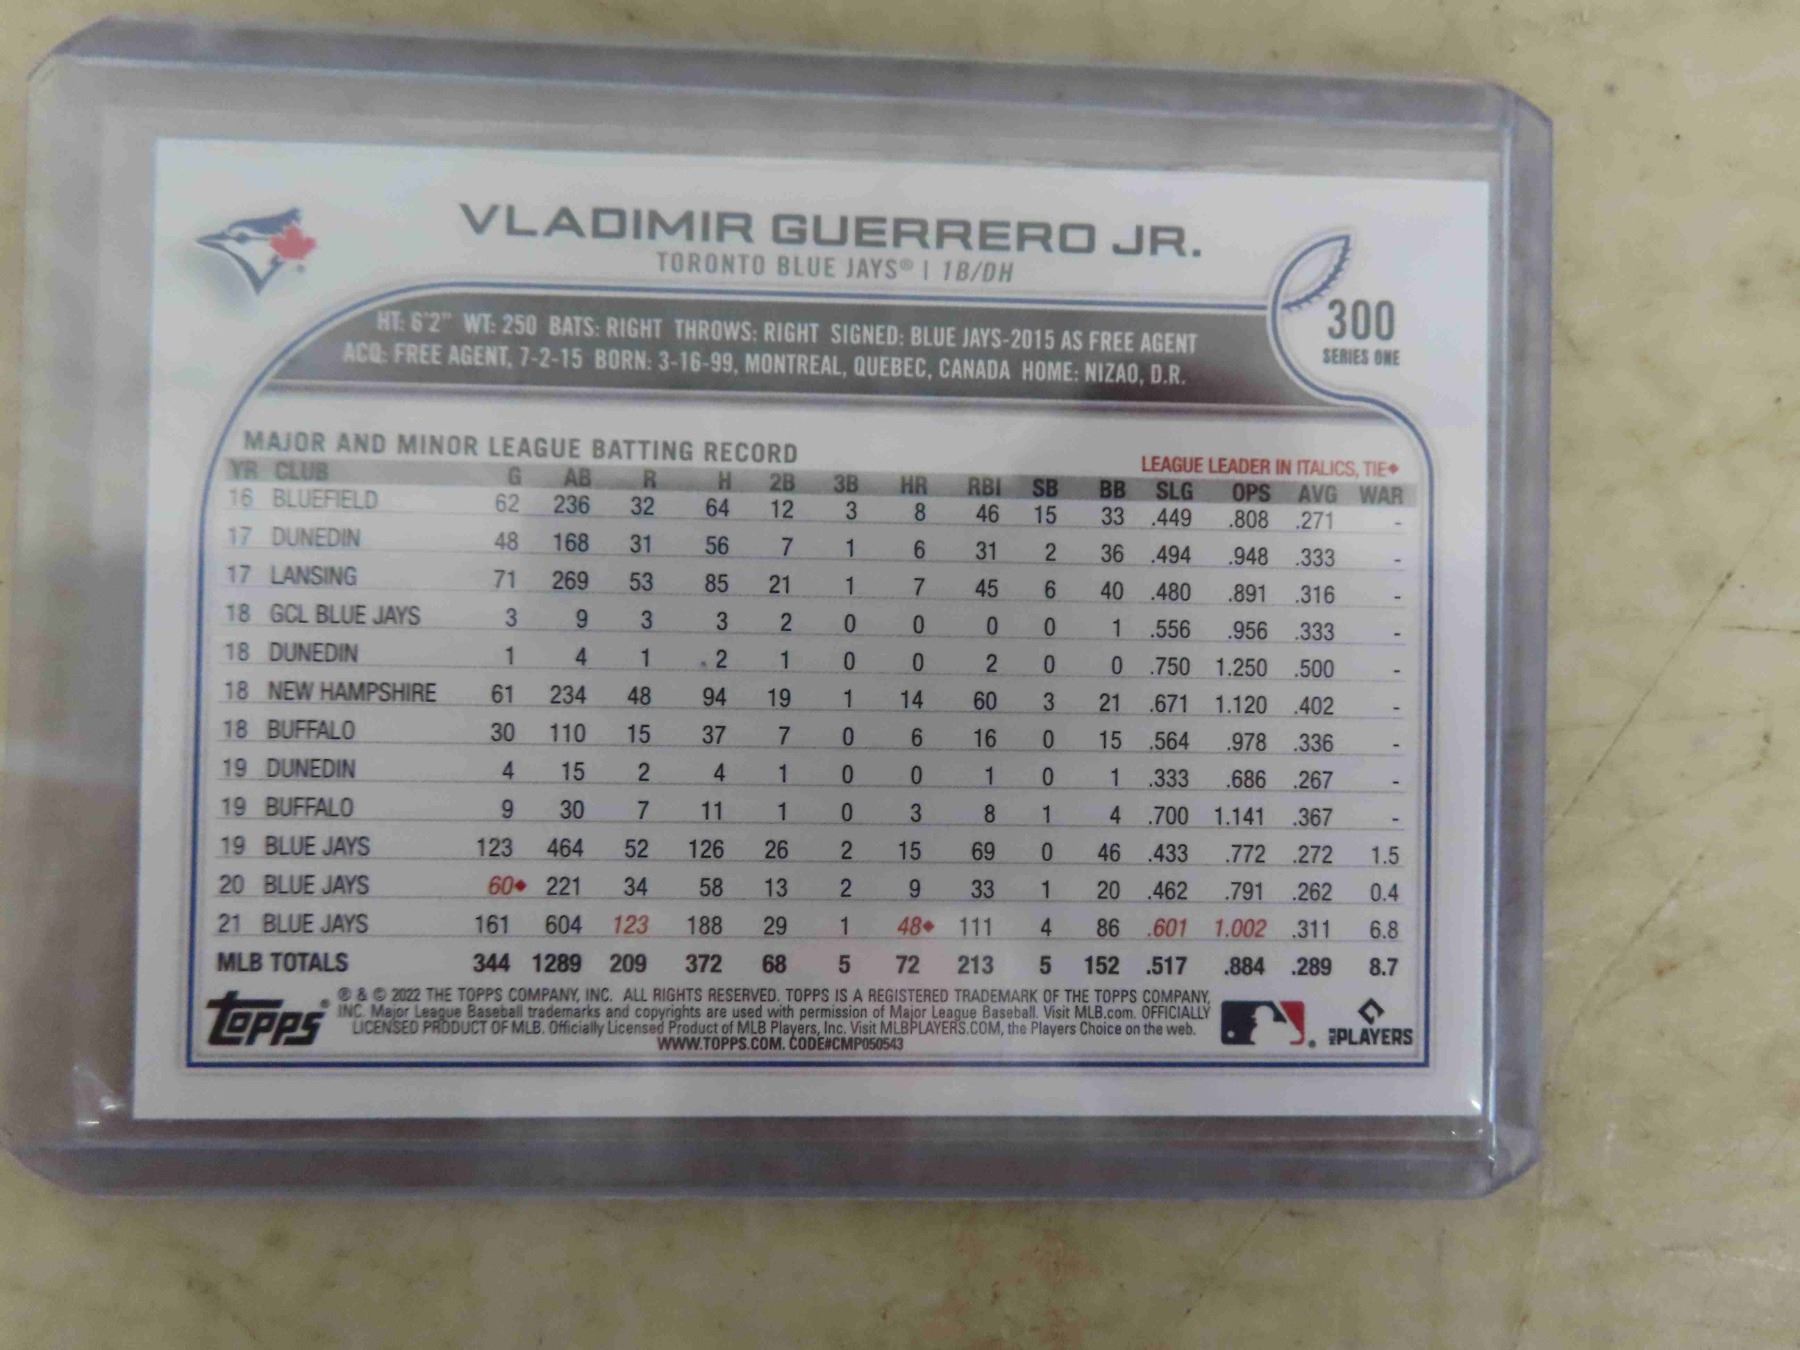 VLADIMIR GUERRERO JR.
TORONTO BLUE JAYS® | 1B/DH
300
SERIES ONE
HT: 6'2" WT: 250 BATS: RIGHT THROWS: RIGHT SIGNED: BLUE JAYS-2015 AS FREE AGENT
ACQ: FREE AGENT, 7-2-15 BORN: 3-16-99, MONTREAL, QUEBEC, CANADA HOME: NIZAO, D.R.
MAJOR AND MINOR LEAGUE BATTING RECORD
LEAGUE LEADER IN ITALICS, TIE◆
YR CLUB G AB R H 2B 3B HR RBI SB BB SLG OPS AVG WAR
16 BLUEFIELD 62 236 32 64 12 3 8 46 15 33 .449 .808 .271 -
17 DUNEDIN 48 168 31 56 7 1 6 31 2 36 .494 .948 .333 -
17 LANSING 71 269 53 85 21 1 7 45 6 40 .480 .891 .316 -
18 GCL BLUE JAYS 3 9 3 3 2 0 0 0 0 1 .556 .956 .333 -
18 DUNEDIN 1 4 1 2 1 0 0 2 0 0 .750 1.250 .500 -
18 NEW HAMPSHIRE 61 234 48 94 19 1 14 60 3 21 .671 1.120 .402 -
18 BUFFALO 30 110 15 37 7 0 6 16 0 15 .564 .978 .336 -
19 DUNEDIN 4 15 2 4 1 0 0 1 0 1 .333 .686 .267 -
19 BUFFALO 9 30 7 11 1 0 3 8 1 4 .700 1.141 .367 -
19 BLUE JAYS 123 464 52 126 26 2 15 69 0 46 .433 .772 .272 1.5
20 BLUE JAYS 60◆ 221 34 58 13 2 9 33 1 20 .462 .791 .262 0.4
21 BLUE JAYS 161 604 123 188 29 1 48◆ 111 4 86 .601 1.002 .311 6.8
MLB TOTALS 344 1289 209 372 68 5 72 213 5 152 .517 .884 .289 8.7
Topps®
® & © 2022 THE TOPPS COMPANY, INC. ALL RIGHTS RESERVED. TOPPS IS A REGISTERED TRADEMARK OF THE TOPPS COMPANY,
INC. Major League Baseball trademarks and copyrights are used with permission of Major League Baseball. Visit MLB.com. OFFICIALLY
LICENSED PRODUCT OF MLB. Officially Licensed Product of MLB Players, Inc. Visit MLBPLAYERS.COM, the Players Choice on the web.
WWW.TOPPS.COM. CODE#CMP050543
MLB PLAYERS